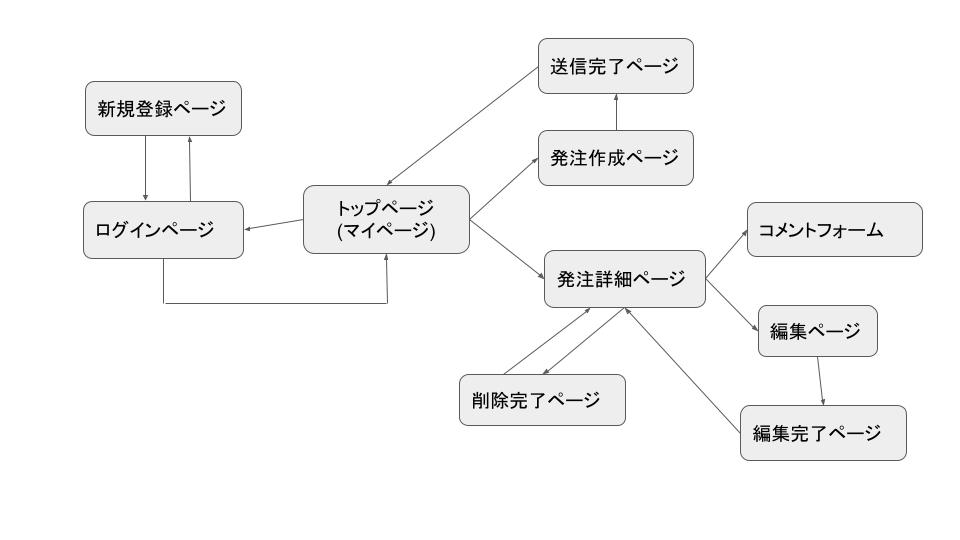 送信完了ページ
新規登録ページ
発注作成ページ
トップページ
(マイページ)
ログインページ
コメントフォーム
発注詳細ページ
編集ページ
削除完了ページ
編集完了ページ